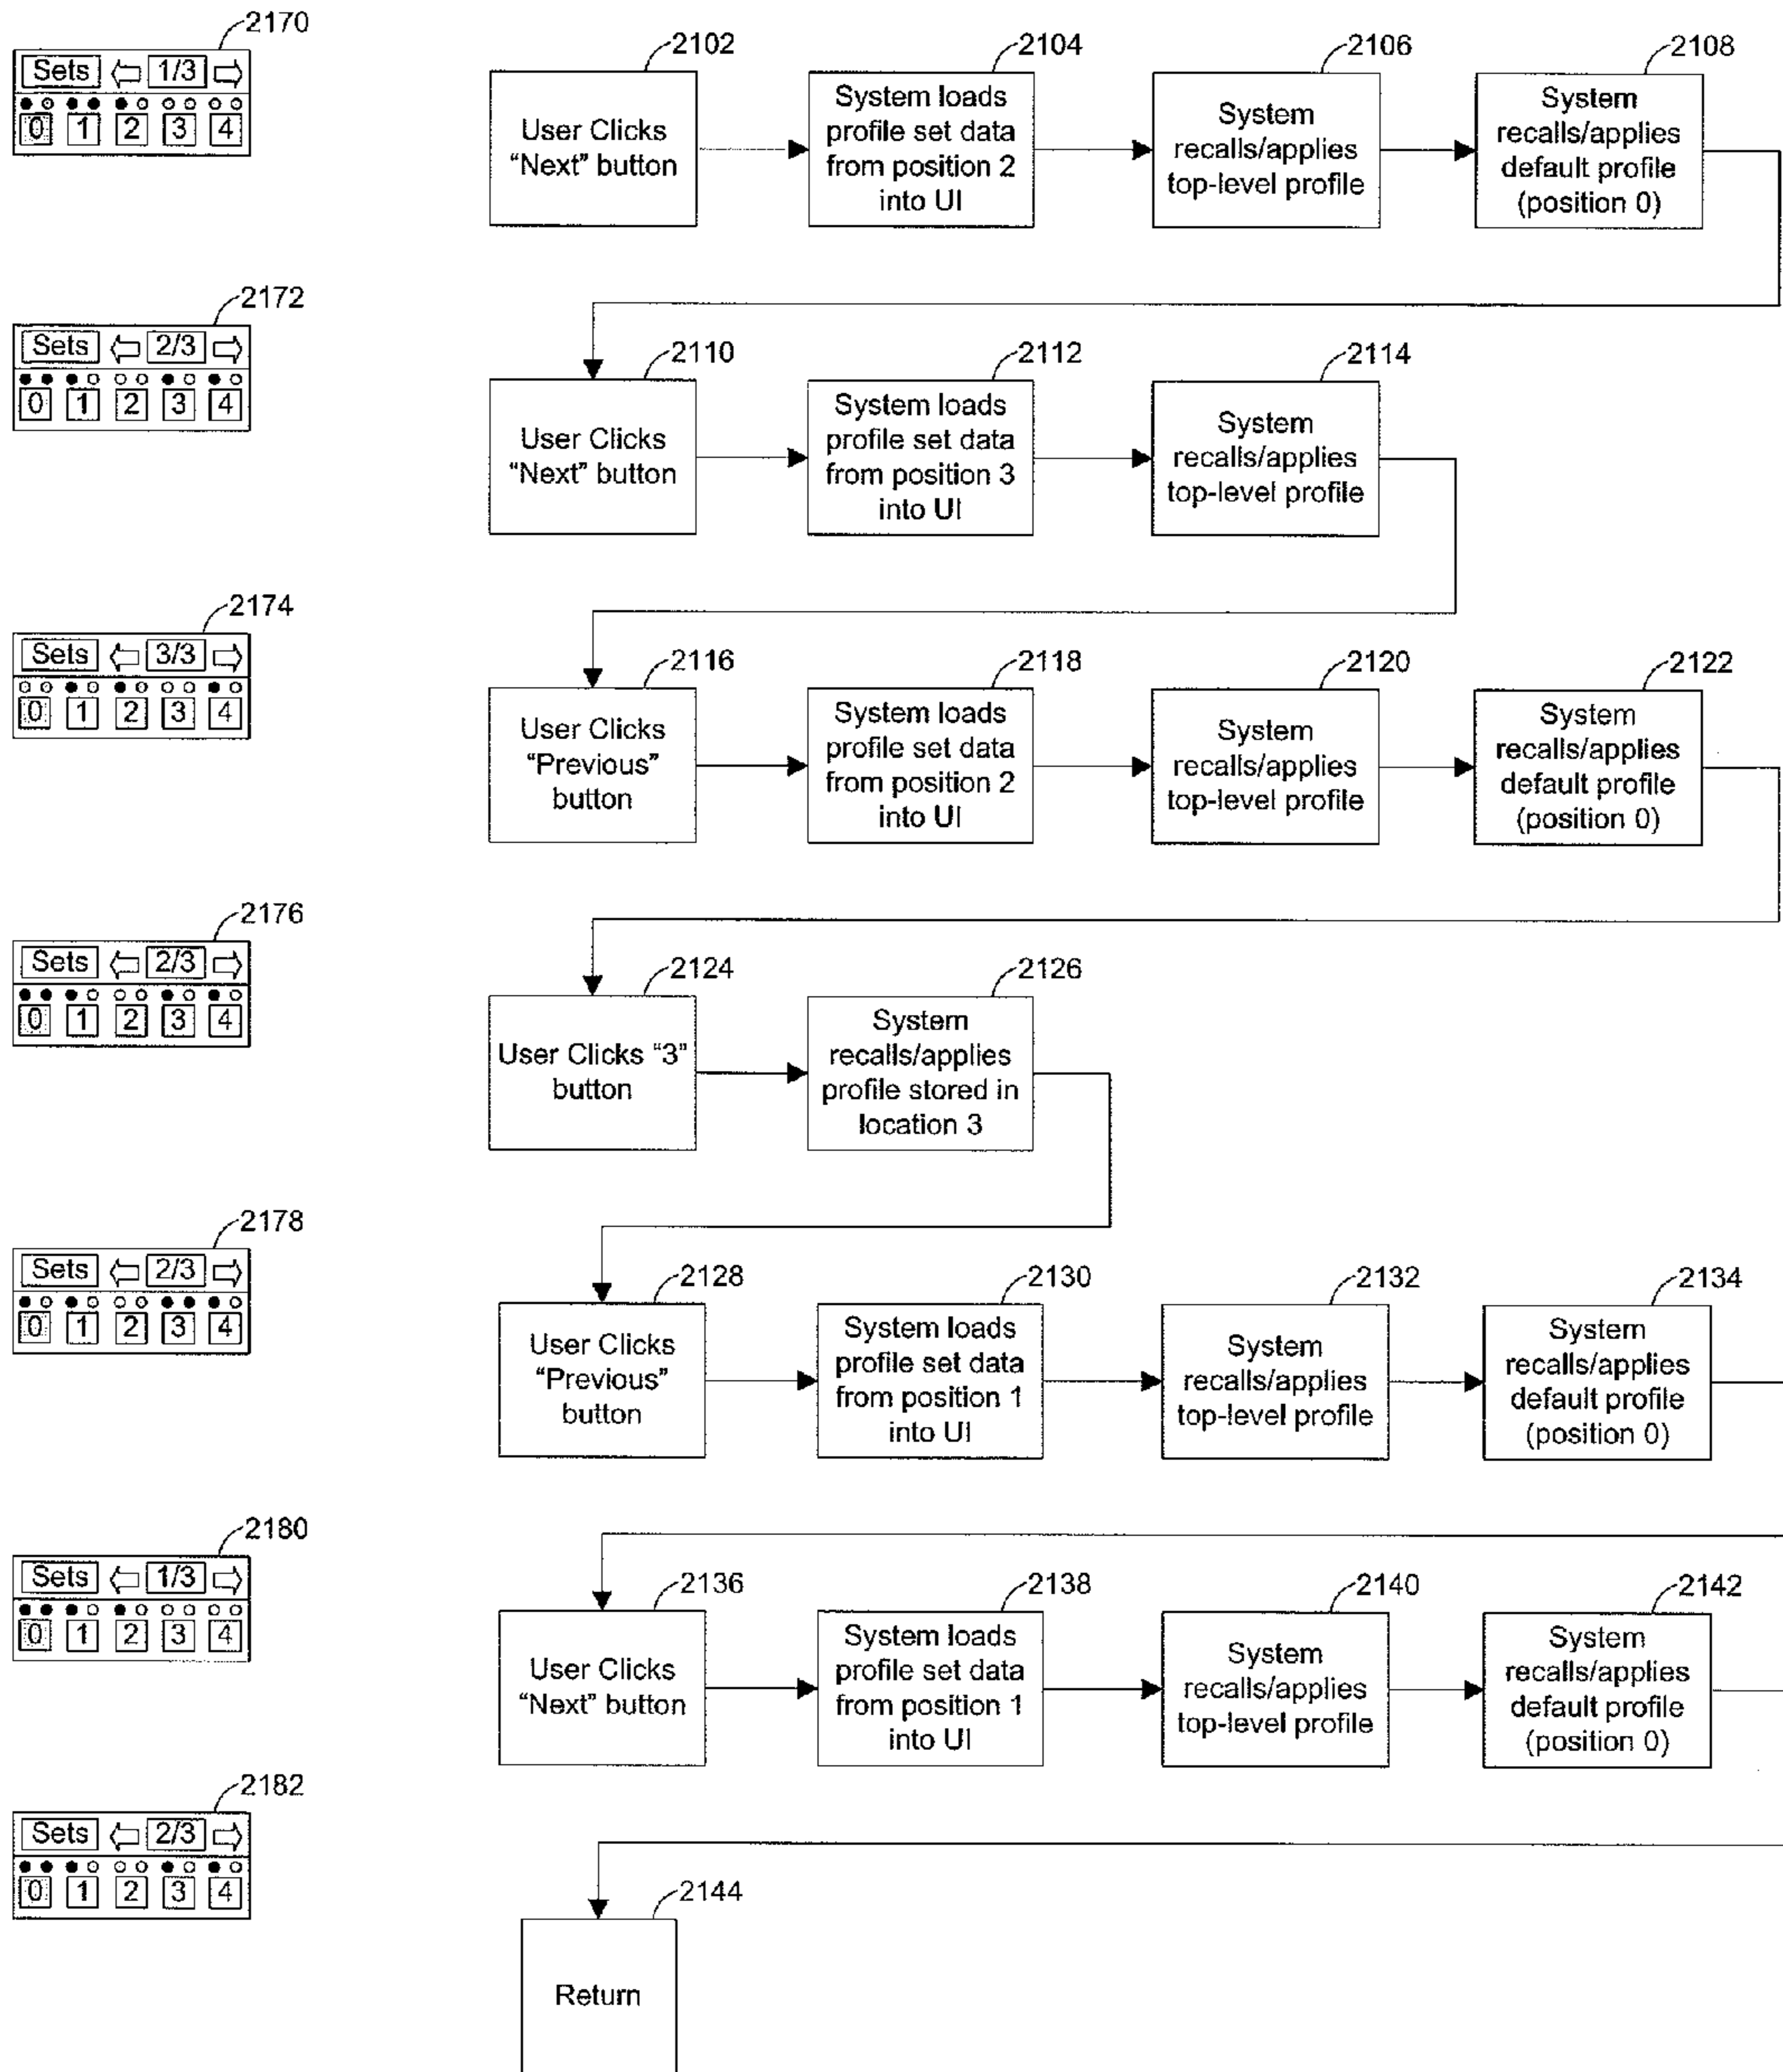 2170
Sets 1/3
0 1 2 3 4
2102
User Clicks
“Next” button
2104
System loads
profile set data
from position 2
into UI
2106
System
recalls/applies
top-level profile
2108
System
recalls/applies
default profile
(position 0)
2172
Sets 2/3
0 1 2 3 4
2110
User Clicks
“Next” button
2112
System loads
profile set data
from position 3
into UI
2114
System
recalls/applies
top-level profile
2174
Sets 3/3
0 1 2 3 4
2116
User Clicks
“Previous”
button
2118
System loads
profile set data
from position 2
into UI
2120
System
recalls/applies
top-level profile
2122
System
recalls/applies
default profile
(position 0)
2176
Sets 2/3
0 1 2 3 4
2124
User Clicks “3”
button
2126
System
recalls/applies
profile stored in
location 3
2178
Sets 2/3
0 1 2 3 4
2128
User Clicks
“Previous”
button
2130
System loads
profile set data
from position 1
into UI
2132
System
recalls/applies
top-level profile
2134
System
recalls/applies
default profile
(position 0)
2180
Sets 1/3
0 1 2 3 4
2136
User Clicks
“Next” button
2138
System loads
profile set data
from position 1
into UI
2140
System
recalls/applies
top-level profile
2142
System
recalls/applies
default profile
(position 0)
2182
Sets 2/3
0 1 2 3 4
2144
Return